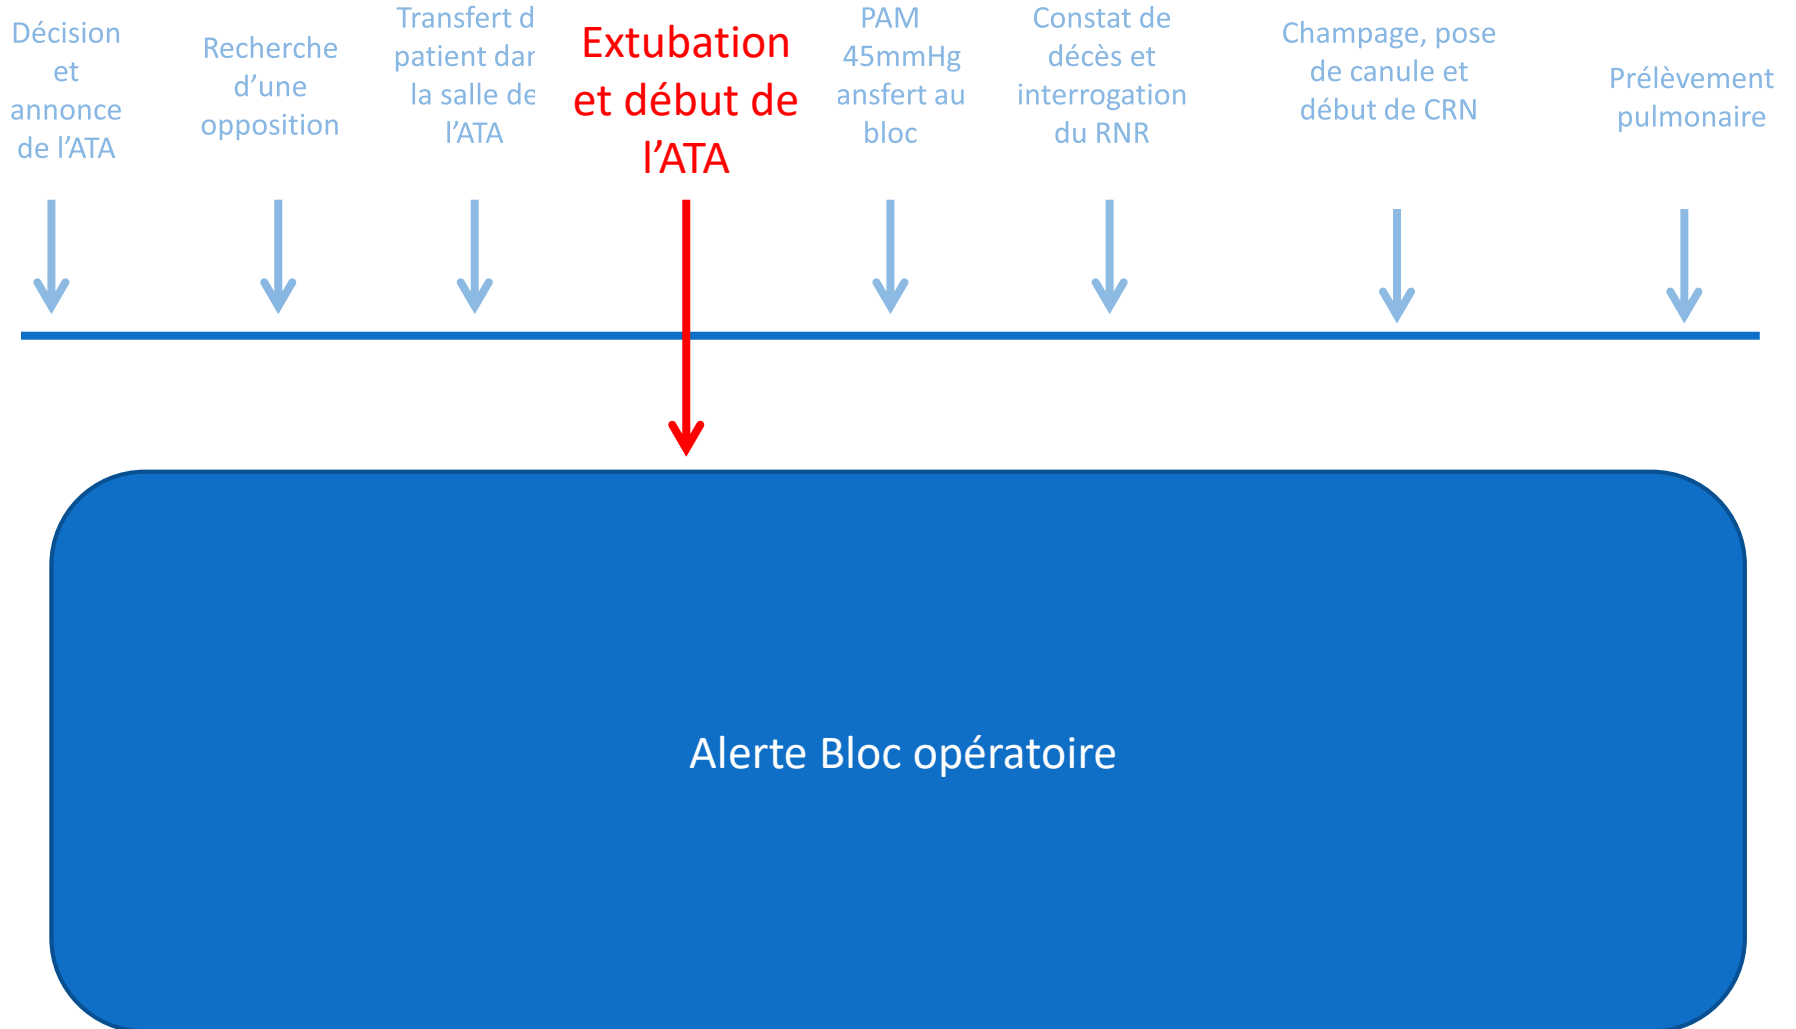 Décision
et
annonce
de l’ATA
Recherche
d’une
opposition
Transfert d
patient dan
la salle de
l’ATA
Extubation
et début de
l’ATA
PAM
45mmHg
ansfert au
bloc
Constat de
décès et
interrogation
du RNR
Champage, pose
de canule et
début de CRN
Prélèvement
pulmonaire
Alerte Bloc opératoire